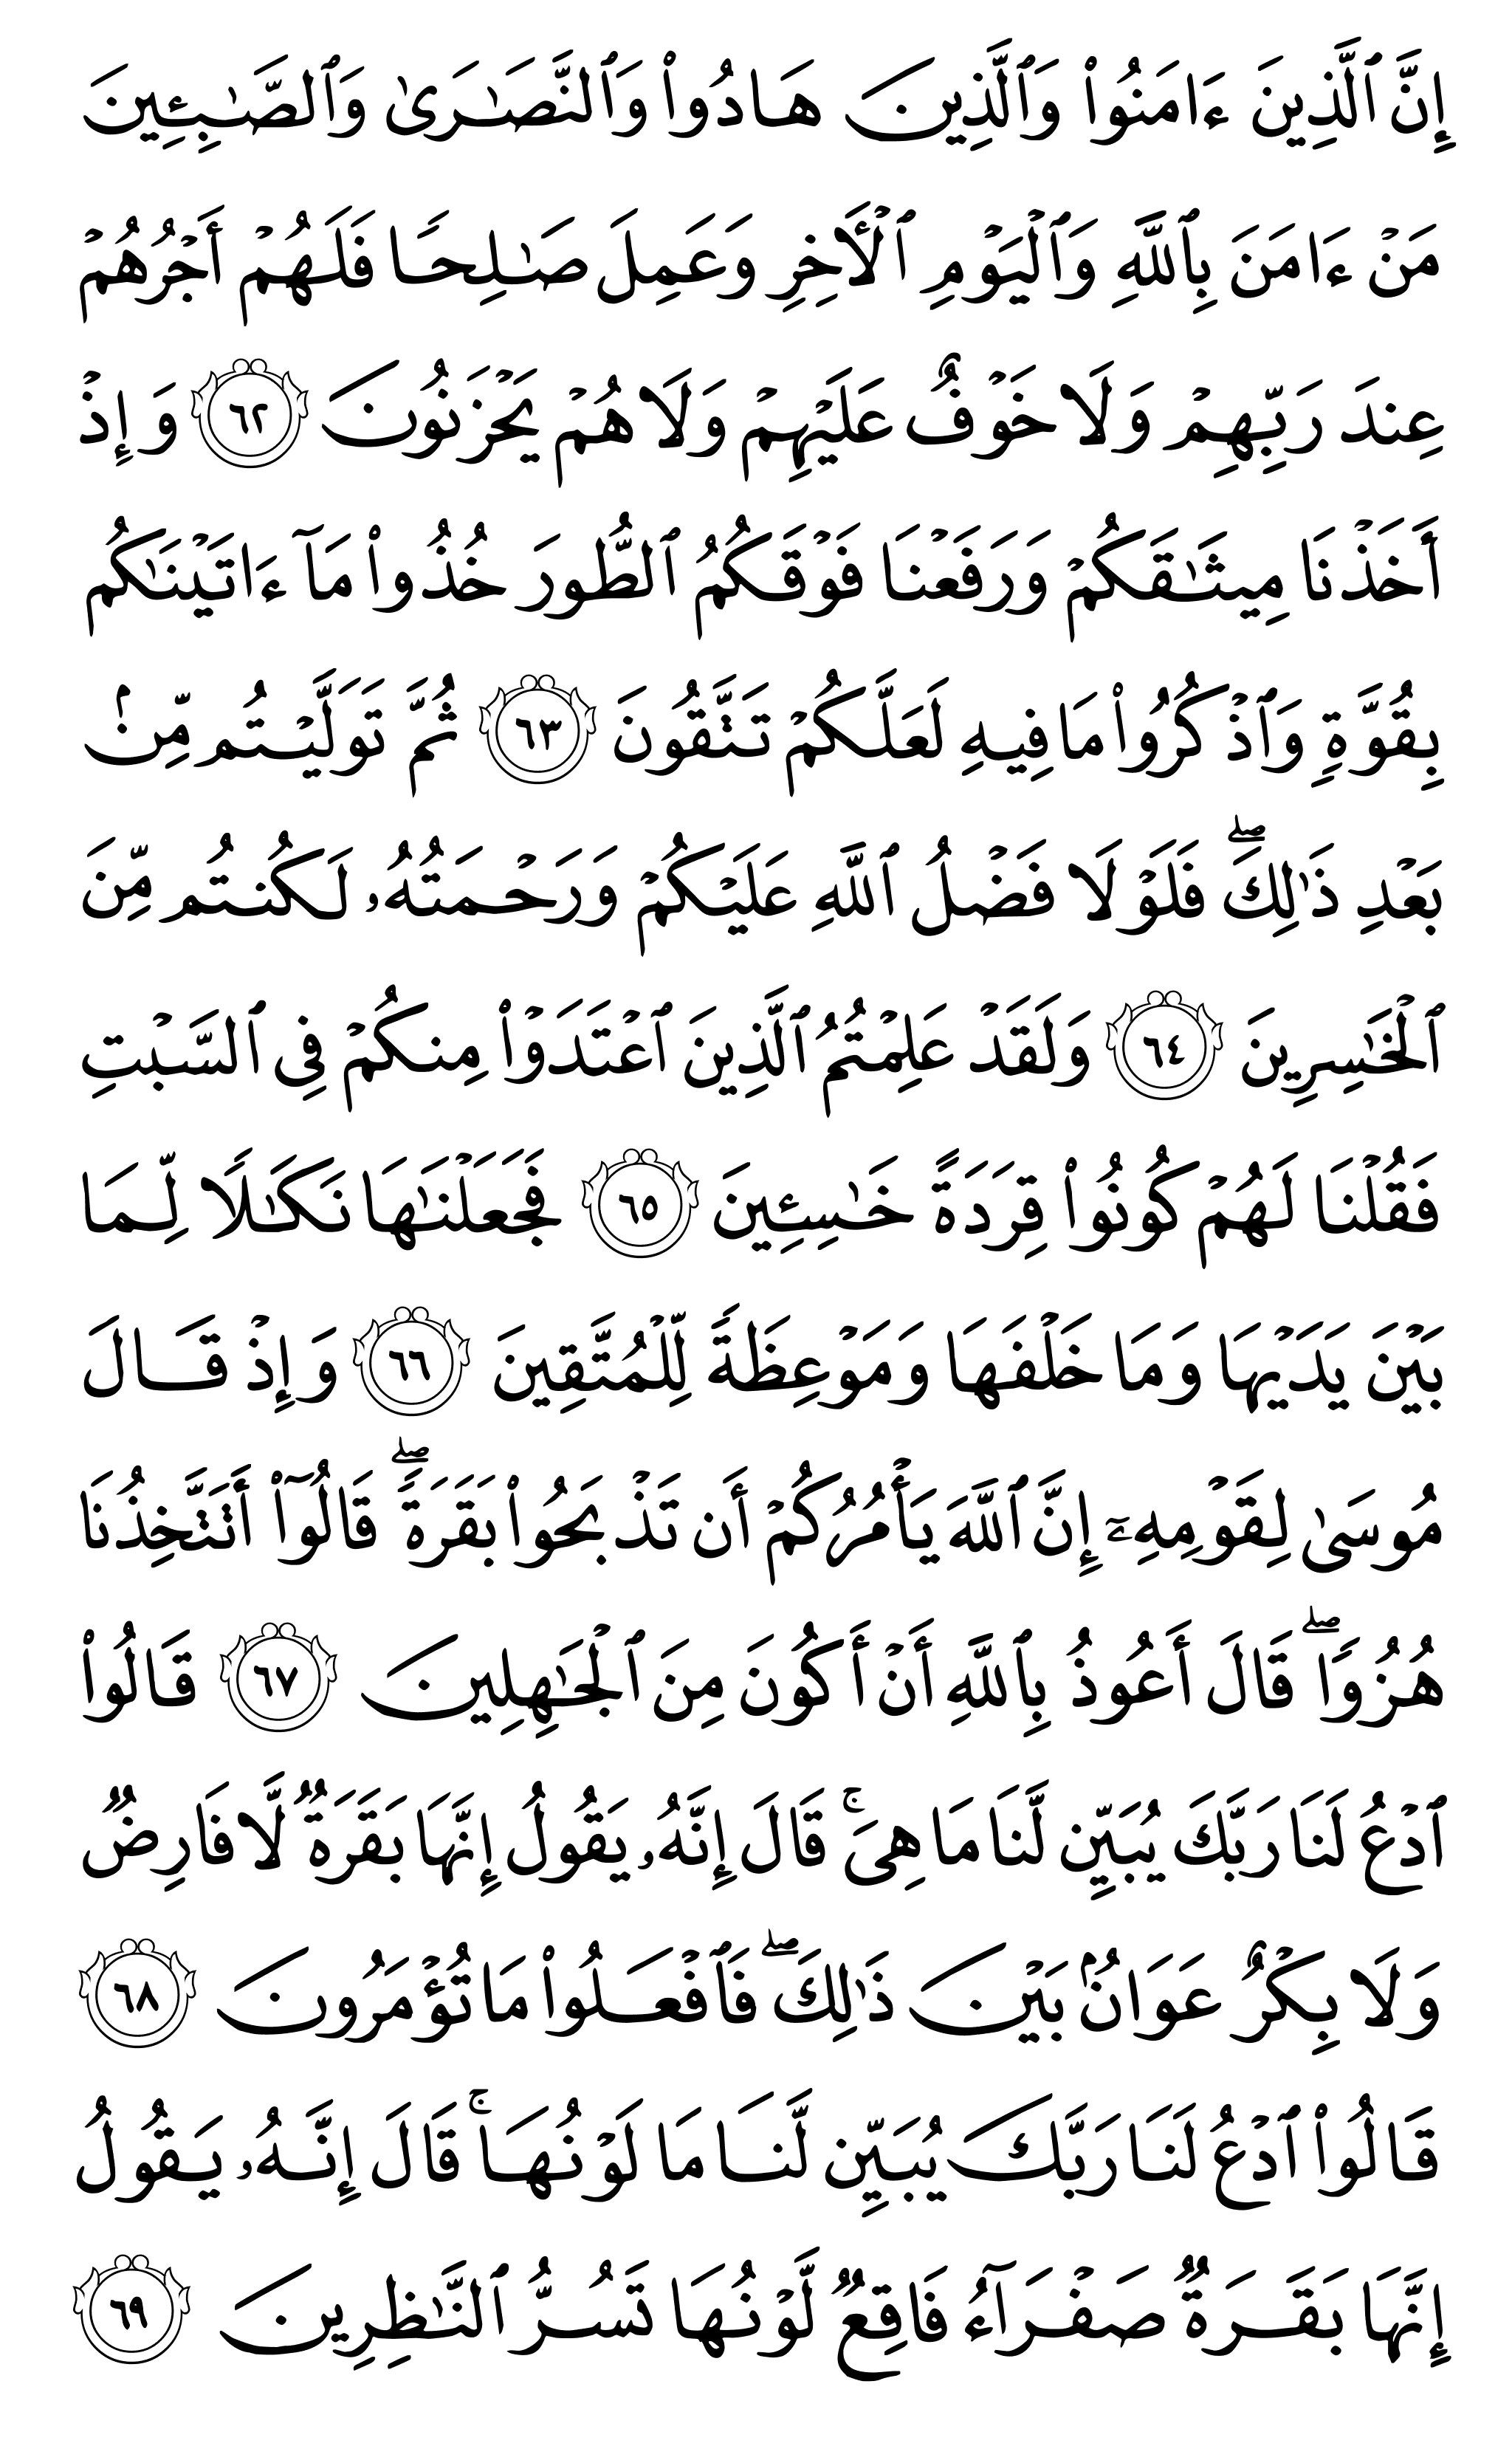 إِنَّ ٱلَّذِينَ ءَامَنُوا۟ وَٱلَّذِينَ هَادُوا۟ وَٱلنَّصَـٰرَىٰ وَٱلصَّـٰبِـِٔينَ
مَنۡ ءَامَنَ بِٱللَّهِ وَٱلۡيَوۡمِ ٱلۡأَخِرِ وَعَمِلَ صَـٰلِحًا فَلَهُمۡ أَجۡرُهُمۡ
عِندَ رَبِّهِمۡ وَلَا خَوۡفٌ عَلَيۡهِمۡ وَلَا هُمۡ يَحۡزَنُونَ ٦٢ وَإِذۡ
أَخَذۡنَا مِيثَـٰقَكُمۡ وَرَفَعۡنَا فَوۡقَكُمُ ٱلطُّورَ خُذُوا۟ مَآ ءَاتَيۡنَـٰكُم
بِقُوَّةٍ وَٱذۡكُرُوا۟ مَا فِيهِ لَعَلَّكُمۡ تَتَّقُونَ ٦٣ ثُمَّ تَوَلَّيۡتُم مِّنۢ
بَعۡدِ ذَٰلِكَۖ فَلَوۡلَا فَضۡلُ ٱللَّهِ عَلَيۡكُمۡ وَرَحۡمَتُهُۥ لَكُنتُم مِّنَ
ٱلۡخَـٰسِرِينَ ٦٤ وَلَقَدۡ عَلِمۡتُمُ ٱلَّذِينَ ٱعۡتَدَوۡا۟ مِنكُمۡ فِى ٱلسَّبۡتِ
فَقُلۡنَا لَهُمۡ كُونُوا۟ قِرَدَةً خَـٰسِـِٔينَ ٦٥ فَجَعَلۡنَـٰهَا نَكَـٰلًا لِّمَا
بَيۡنَ يَدَيۡهَا وَمَا خَلۡفَهَا وَمَوۡعِظَةً لِّلۡمُتَّقِينَ ٦٦ وَإِذۡ قَالَ
مُوسَىٰ لِقَوۡمِهِۦٓ إِنَّ ٱللَّهَ يَأۡمُرُكُمۡ أَن تَذۡبَحُوا۟ بَقَرَةًۖ قَالُوٓا۟ أَتَتَّخِذُنَا
هُزُوًاۖ قَالَ أَعُوذُ بِٱللَّهِ أَنۡ أَكُونَ مِنَ ٱلۡجَـٰهِلِينَ ٦٧ قَالُوا۟
ٱدۡعُ لَنَا رَبَّكَ يُبَيِّن لَّنَا مَا هِىَۚ قَالَ إِنَّهُۥ يَقُولُ إِنَّهَا بَقَرَةٌ لَّا فَارِضٌ
وَلَا بِكۡرٌ عَوَانٌۢ بَيۡنَ ذَٰلِكَۖ فَٱفۡعَلُوا۟ مَا تُؤۡمَرُونَ ٦٨
قَالُوا۟ ٱدۡعُ لَنَا رَبَّكَ يُبَيِّن لَّنَا مَا لَوۡنُهَاۚ قَالَ إِنَّهُۥ يَقُولُ
إِنَّهَا بَقَرَةٌ صَفۡرَآءُ فَاقِعٌ لَّوۡنُهَا تَسُرُّ ٱلنَّـٰظِرِينَ ٦٩